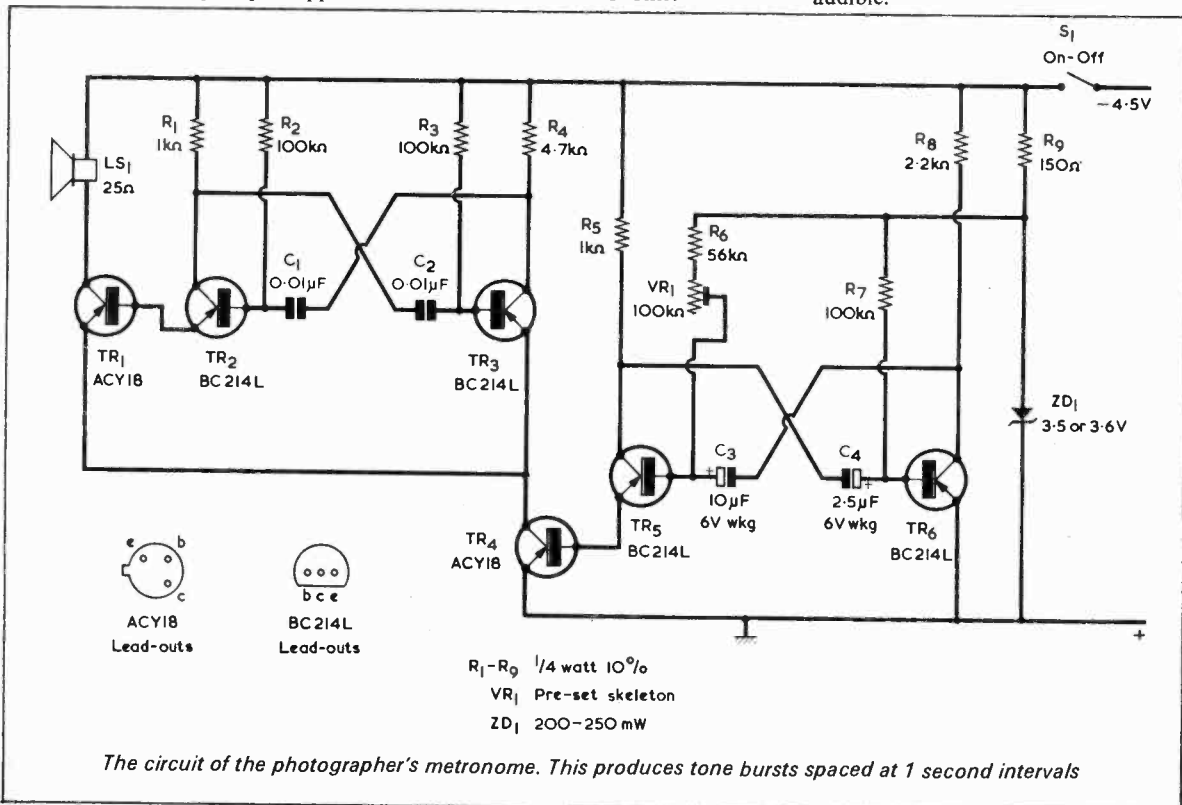 audible.
S1
On-Off
−4.5V
R1
1kΩ
R2
100kΩ
R3
100kΩ
R4
4.7kΩ
R8
2.2kΩ
R9
150Ω
LS1
25Ω
R5
1kΩ
R6
56kΩ
VR1
100kΩ
R7
100kΩ
C1
0.01µF
C2
0.01µF
TR1
ACY18
TR2
BC214L
TR3
BC214L
ZD1
3.5 or 3.6V
C3
+
10µF
6V wkg
C4
+
2.5µF
6V wkg
TR5
BC214L
TR6
BC214L
TR4
ACY18
e b
c
ACY18
Lead-outs
b c e
BC214L
Lead-outs
+
R1-R9 1/4 watt 10%
VR1 Pre-set skeleton
ZD1 200-250 mW
The circuit of the photographer's metronome. This produces tone bursts spaced at 1 second intervals